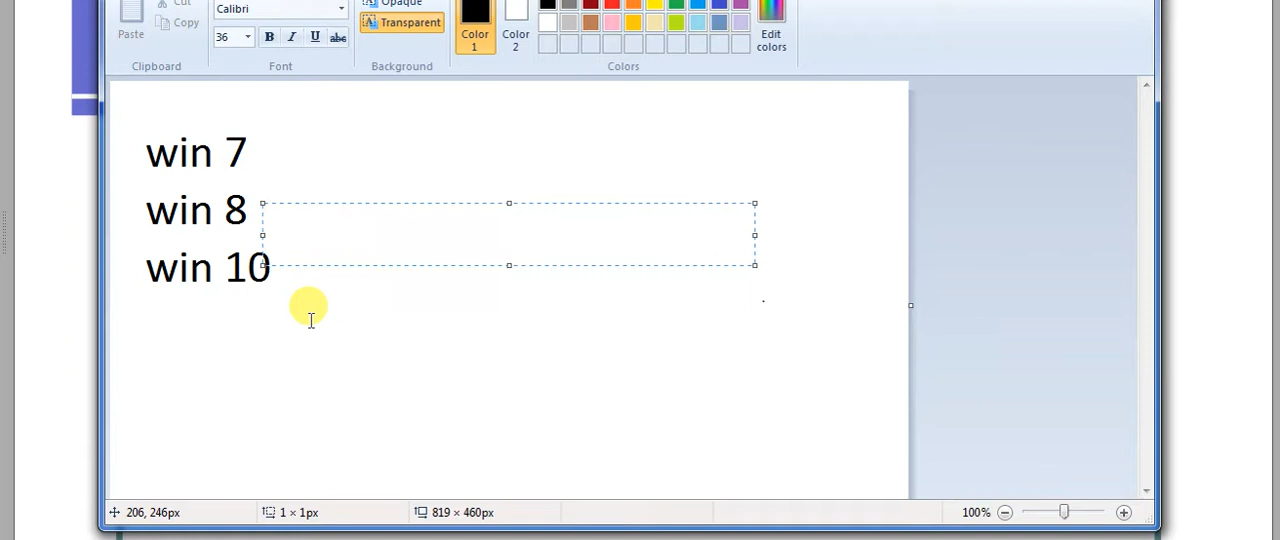 Calibri
Opaque
Cut
Paste
Copy
36
B I U abc
Transparent
Color 1
Color 2
Edit colors
Clipboard
Font
Background
Colors
win 7
win 8
win 10
206, 246px
1 × 1px
819 × 460px
100%